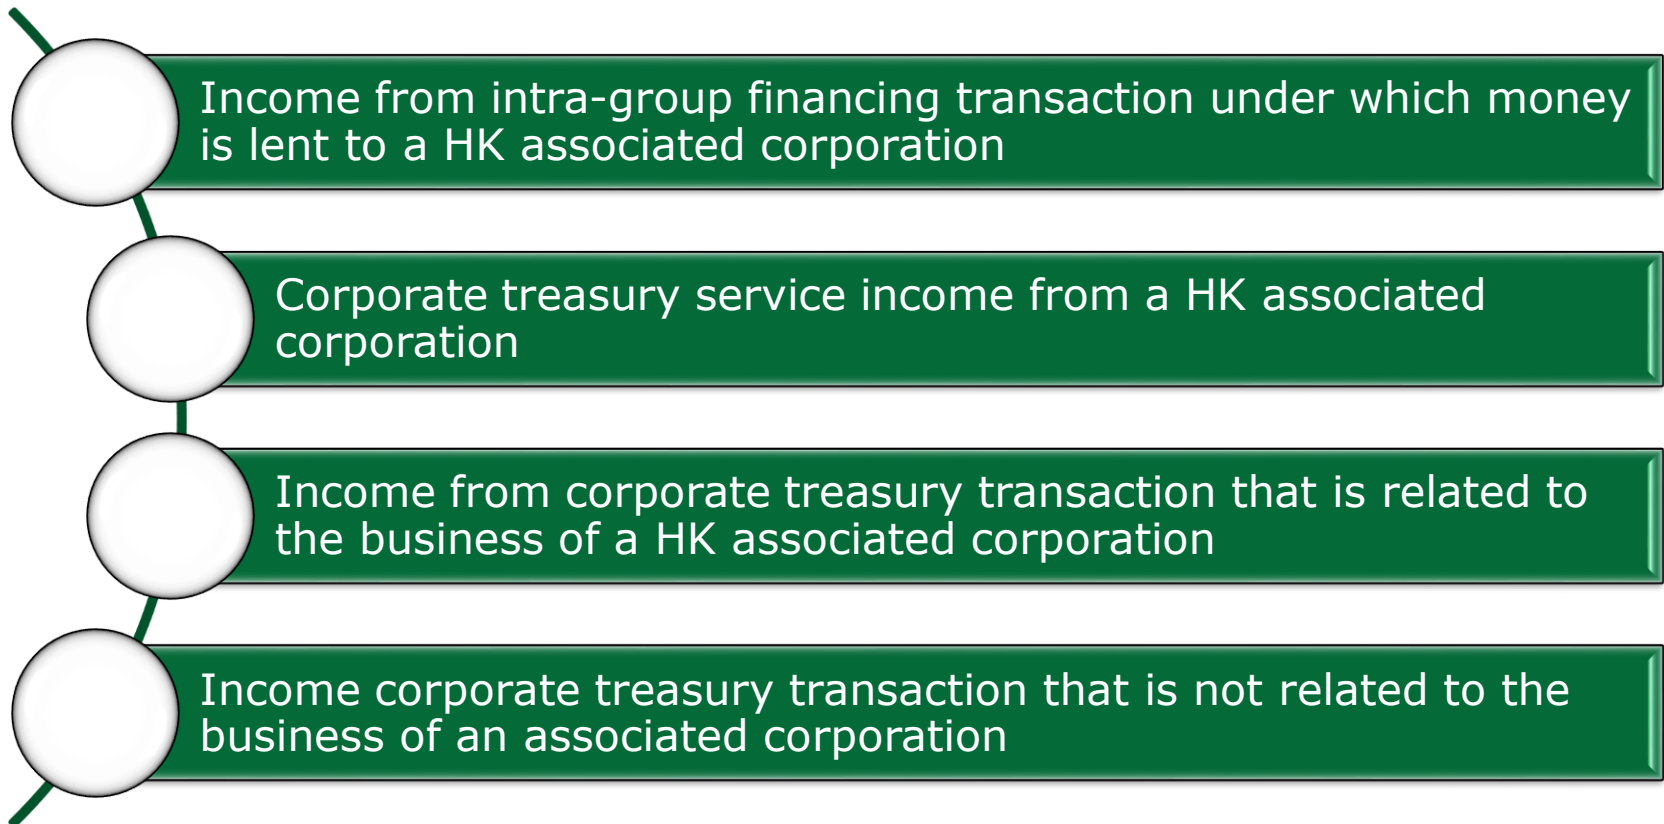 Income from intra-group financing transaction under which money
is lent to a HK associated corporation
Corporate treasury service income from a HK associated
corporation
Income from corporate treasury transaction that is related to
the business of a HK associated corporation
Income corporate treasury transaction that is not related to the
business of an associated corporation